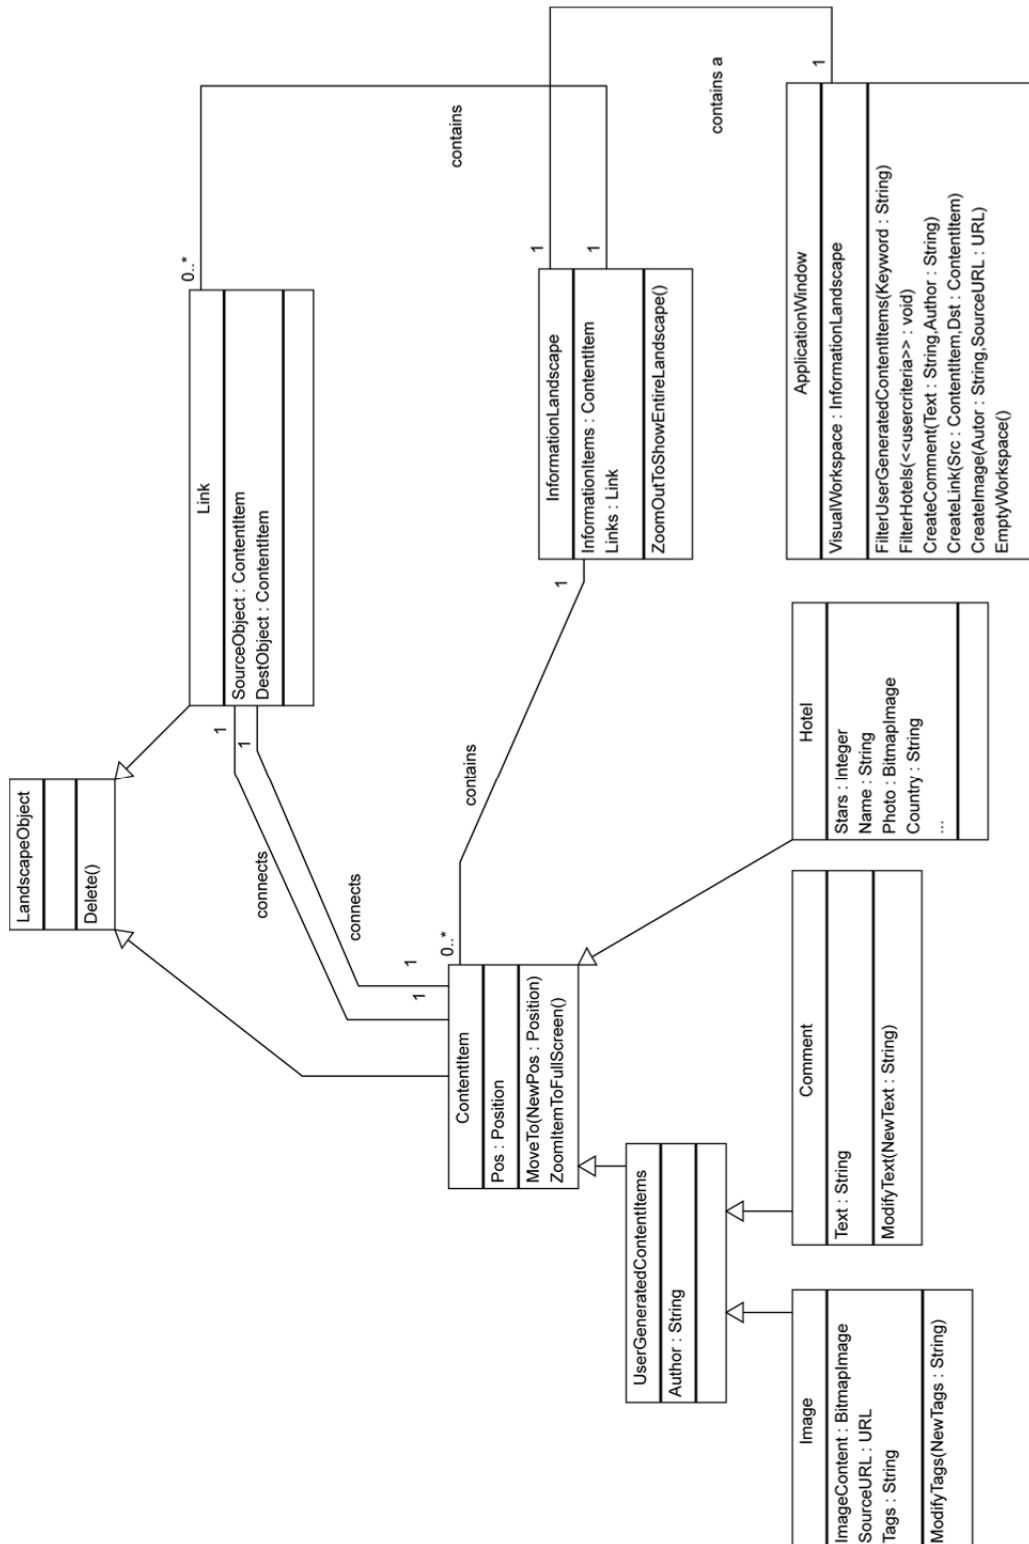 LandscapeObject
Delete()
Link
SourceObject : ContentItem
DestObject : ContentItem
0..*
1
1
connects
connects
contains
ContentItem
Pos : Position
MoveTo(NewPos : Position)
ZoomItemToFullScreen()
1
1
0..*
contains
InformationLandscape
InformationItems : ContentItem
Links : Link
ZoomOutToShowEntireLandscape()
1
1
1
contains a
1
UserGeneratedContentItems
Author : String
Image
ImageContent : BitmapImage
SourceURL : URL
Tags : String
ModifyTags(NewTags : String)
Comment
Text : String
ModifyText(NewText : String)
Hotel
Stars : Integer
Name : String
Photo : BitmapImage
Country : String
...
ApplicationWindow
VisualWorkspace : InformationLandscape
FilterUserGeneratedContentItems(Keyword : String)
FilterHotels(<<usercriteria>> : void)
CreateComment(Text : String,Author : String)
CreateLink(Src : ContentItem,Dst : ContentItem)
CreateImage(Autor : String,SourceURL : URL)
EmptyWorkspace()